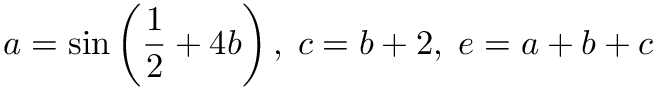 a = sin(1/2 + 4b), c = b + 2, e = a + b + c